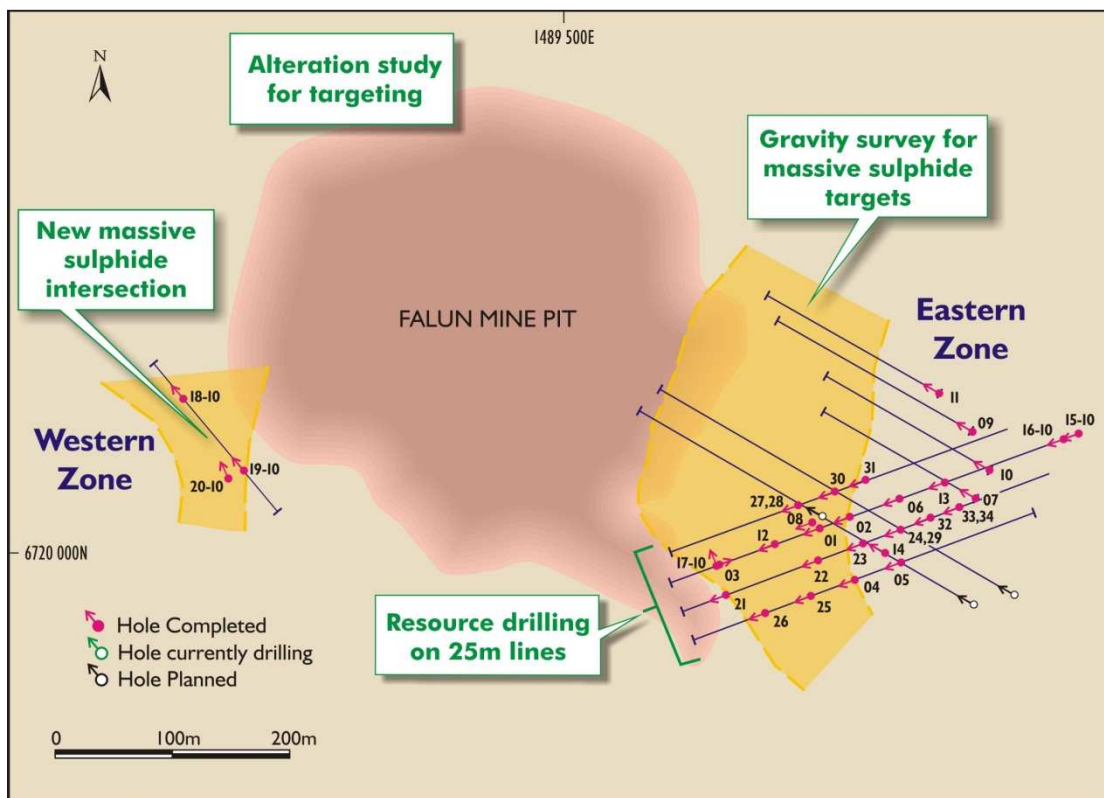 1489 500E
N
Alteration study
for targeting
Gravity survey for
massive sulphide
targets
New massive
sulphide
intersection
FALUN MINE PIT
Eastern
Zone
11
09
16-10
15-10
18-10
Western
Zone
19-10
20-10
10
30
31
27,28
13
07
06
33,34
08
02
32
01
24,29
6720 000N
12
14
23
17-10
03
22
05
04
21
25
26
Resource drilling
on 25m lines
Hole Completed
Hole currently drilling
Hole Planned
0
100m
200m